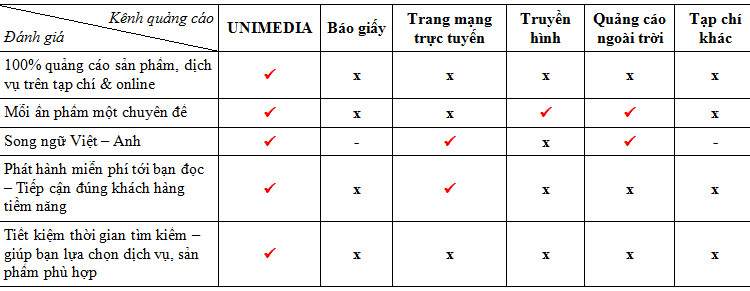 Kênh quảng cáo
Đánh giá
UNIMEDIA
Báo giấy
Trang mạng
trực tuyến
Truyền
hình
Quảng cáo
ngoài trời
Tạp chí
khác
100% quảng cáo sản phẩm, dịch
vụ trên tạp chí & online
✓ x x x x x
Mỗi ấn phẩm một chuyên đề
✓ x x ✓ ✓ x
Song ngữ Việt – Anh
✓ - ✓ x ✓ -
Phát hành miễn phí tới bạn đọc
– Tiếp cận đúng khách hàng
tiềm năng
✓ x ✓ x x x
Tiết kiệm thời gian tìm kiếm –
giúp bạn lựa chọn dịch vụ, sản
phẩm phù hợp
✓ x x x x x